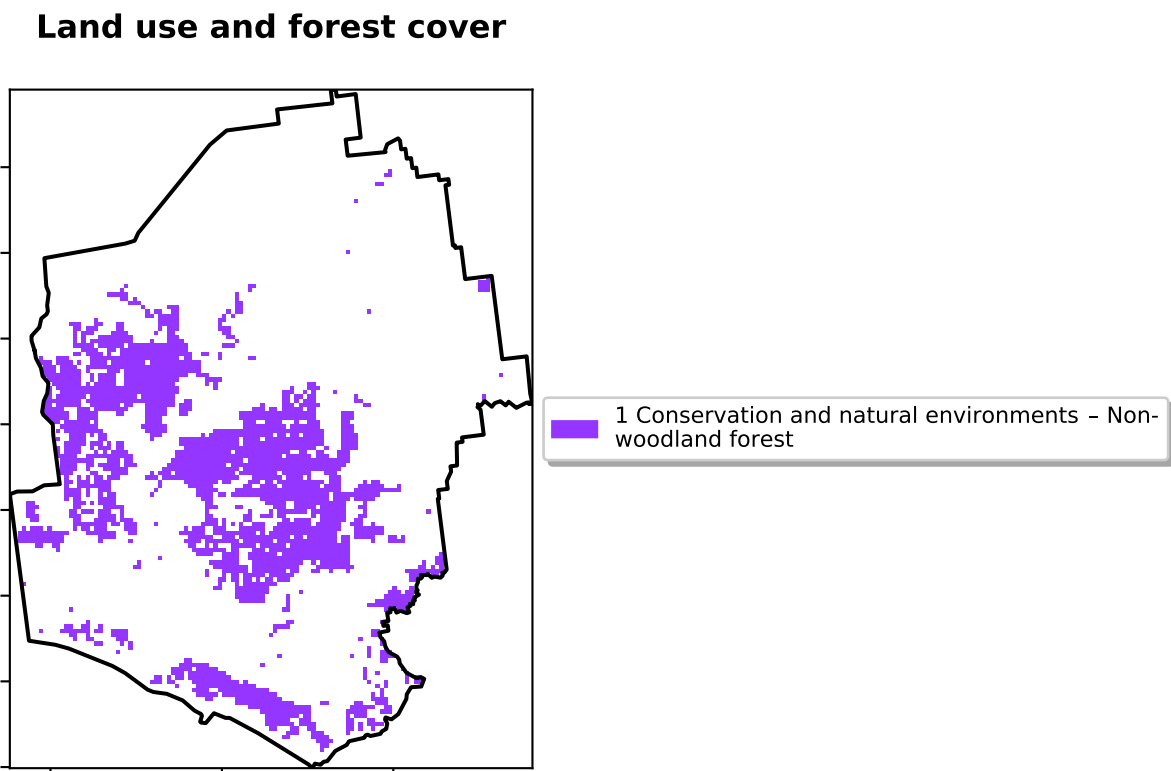 Land use and forest cover
1 Conservation and natural environments – Non-
woodland forest